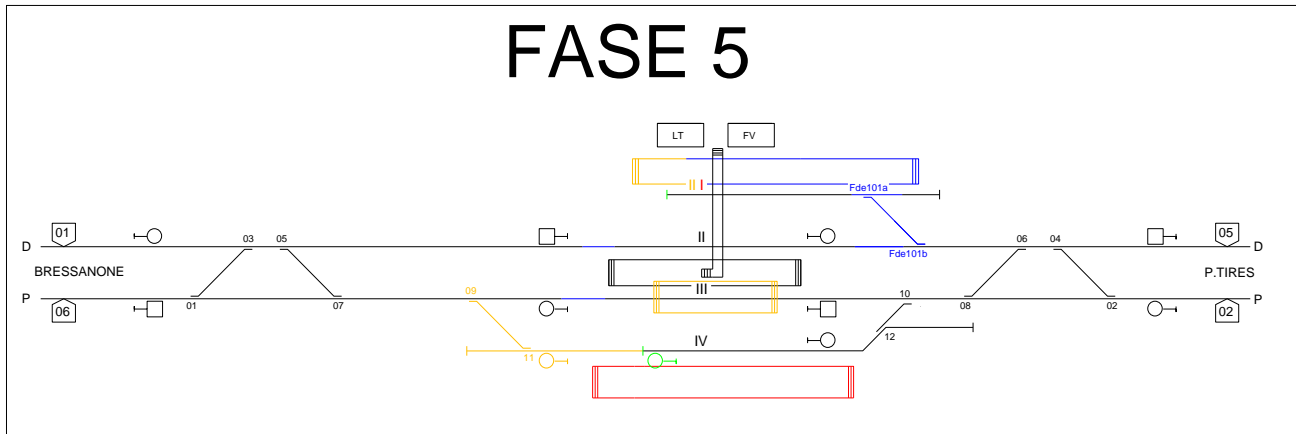 FASE 5
LT FV
II I
Fde101a
01 05
D 03 05 II 06 04 D
Fde101b
BRESSANONE P.TIRES
III
09 10
P P
06 01 07 08 02 02
IV 12
11